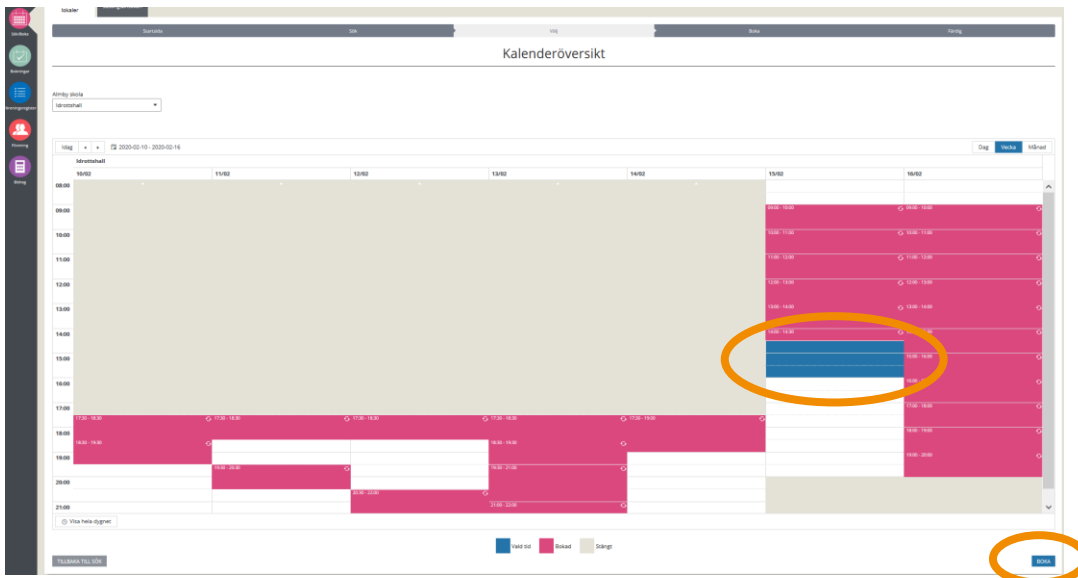 lokaler
Startsida Sök Välj Boka Färdig
Kalenderöversikt
Almby skola
Idrottshall
Idag 2020-02-10 - 2020-02-16 Dag Vecka Månad
Idrottshall
10/02 11/02 12/02 13/02 14/02 15/02 16/02
08:00
09:00 09:00 - 10:00 09:00 - 10:00
10:00 10:00 - 11:00 10:00 - 11:00
11:00 11:00 - 12:00 11:00 - 12:00
12:00 12:00 - 13:00 12:00 - 13:00
13:00 13:00 - 14:00 13:00 - 14:00
14:00 14:00 - 14:30
15:00 15:00 - 16:00
16:00
17:00 17:00 - 18:00
17:30 - 18:30 17:30 - 18:30 17:30 - 18:30 17:30 - 18:30 17:30 - 19:00
18:00 18:00 - 19:00
18:30 - 19:30 18:30 - 19:30
19:00 19:00 - 20:00
19:30 - 20:30 19:30 - 21:00
20:00
20:30 - 22:00
21:00 21:00 - 22:00
Visa hela dygnet
Vald tid Bokad Stängt
TILLBAKA TILL SÖK BOKA
Bokningar
Förening
Bidrag